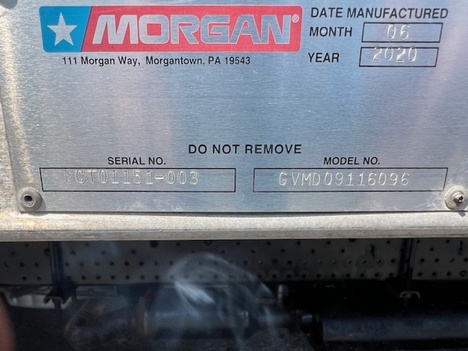 MORGAN®
111 Morgan Way, Morgantown, PA 19543
DATE MANUFACTURED
MONTH 06
YEAR 2020
DO NOT REMOVE
SERIAL NO.
MODEL NO.
GVMD09116096